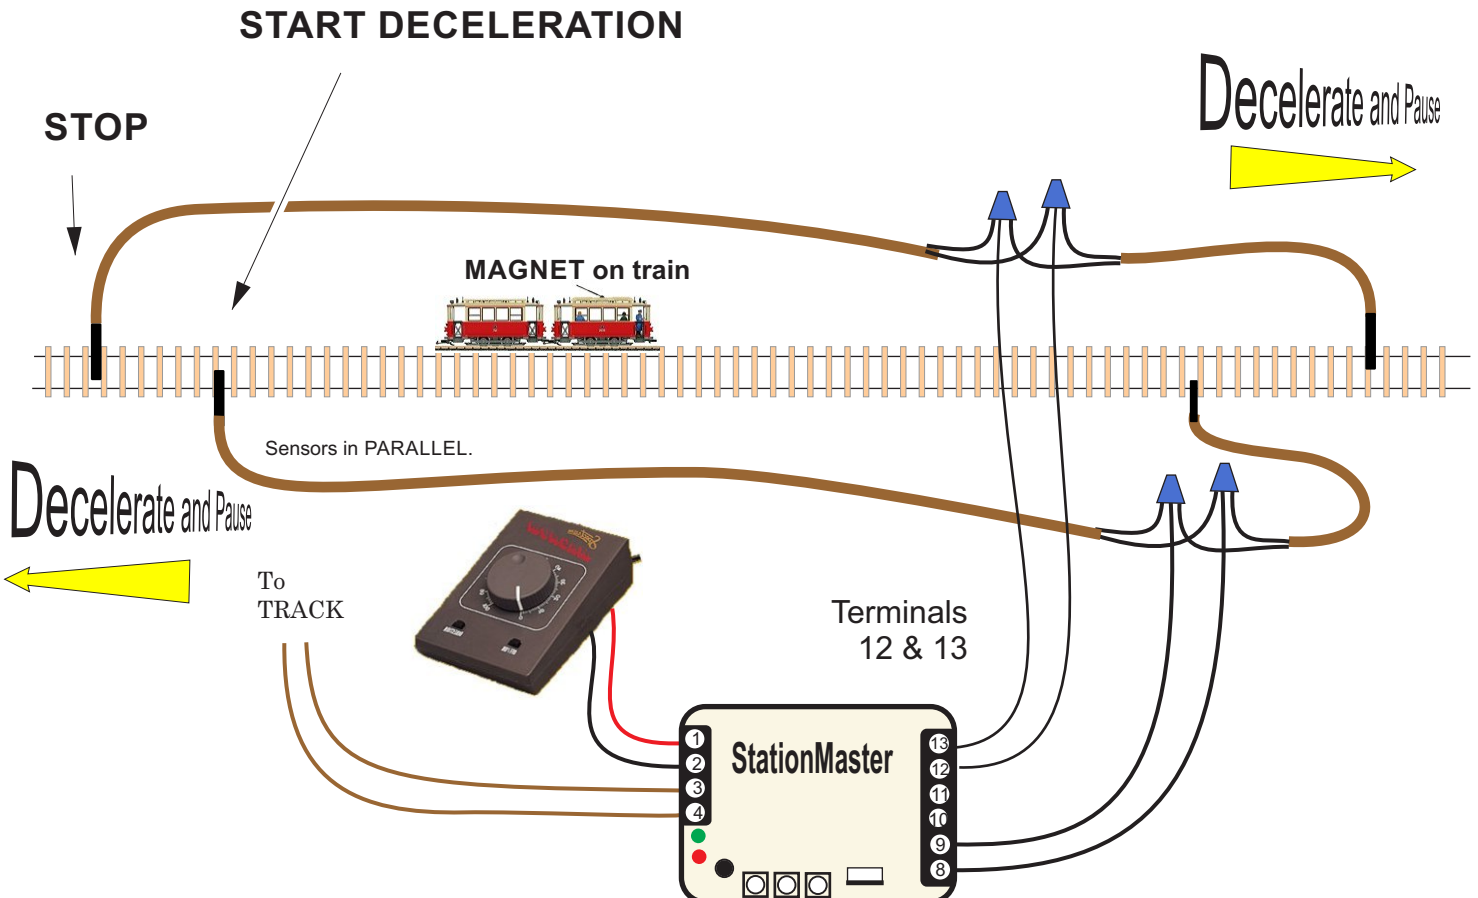 START DECELERATION
Decelerate and Pause
STOP
MAGNET on train
Sensors in PARALLEL.
Decelerate and Pause
To
TRACK
Terminals
12 & 13
StationMaster
1
2
3
4
13
12
11
10
9
8